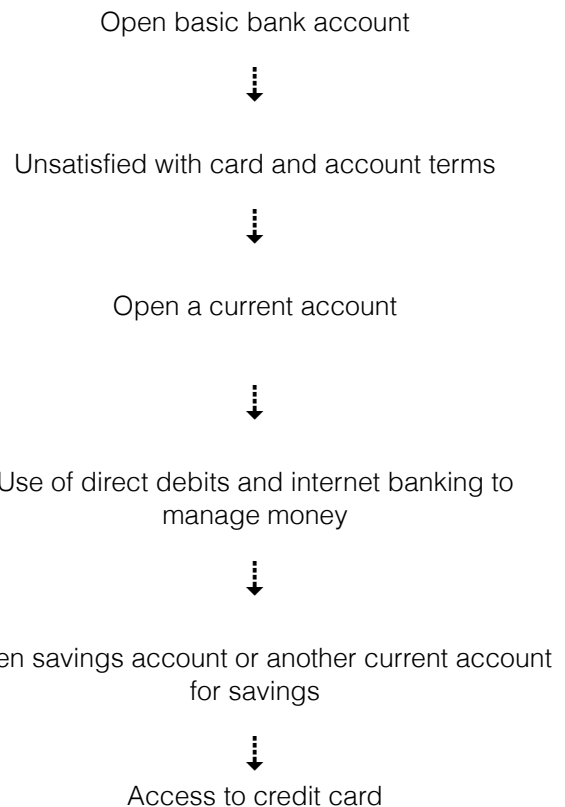 Open basic bank account
Unsatisfied with card and account terms
Open a current account
Use of direct debits and internet banking to
manage money
en savings account or another current account
for savings
Access to credit card